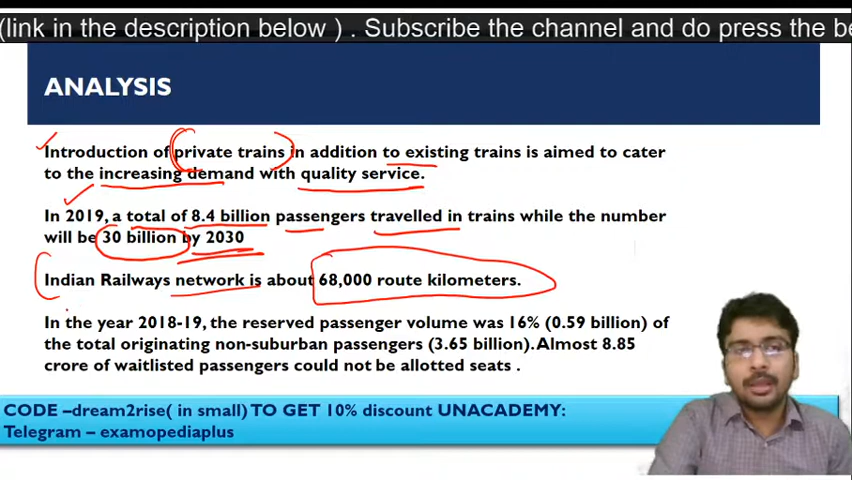 (link in the description below ) . Subscribe the channel and do press the be
ANALYSIS
Introduction of private trains in addition to existing trains is aimed to cater
to the increasing demand with quality service.
In 2019, a total of 8.4 billion passengers travelled in trains while the number
will be 30 billion by 2030
Indian Railways network is about 68,000 route kilometers.
In the year 2018-19, the reserved passenger volume was 16% (0.59 billion) of
the total originating non-suburban passengers (3.65 billion). Almost 8.85
crore of waitlisted passengers could not be allotted seats .
CODE –dream2rise( in small) TO GET 10% discount UNACADEMY:
Telegram – examopediaplus